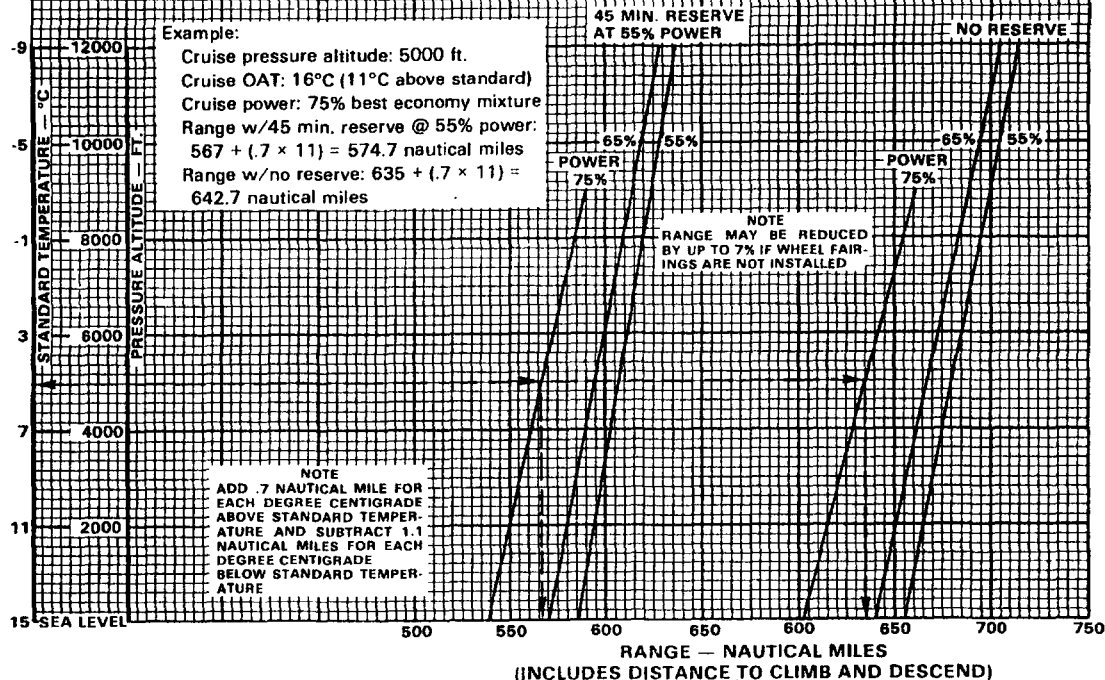 45 MIN. RESERVE
AT 55% POWER
NO RESERVE
Example:
Cruise pressure altitude: 5000 ft.
Cruise OAT: 16°C (11°C above standard)
Cruise power: 75% best economy mixture
Range w/45 min. reserve @ 55% power:
567 + (.7 × 11) = 574.7 nautical miles
Range w/no reserve: 635 + (.7 × 11) =
642.7 nautical miles
STANDARD TEMPERATURE — °C
-9
-5
-1
3
7
11
15
PRESSURE ALTITUDE — FT.
12000
10000
8000
6000
4000
2000
SEA LEVEL
65%
55%
POWER
75%
65%
55%
POWER
75%
NOTE
RANGE MAY BE REDUCED
BY UP TO 7% IF WHEEL FAIR-
INGS ARE NOT INSTALLED
NOTE
ADD .7 NAUTICAL MILE FOR
EACH DEGREE CENTIGRADE
ABOVE STANDARD TEMPER-
ATURE AND SUBTRACT 1.1
NAUTICAL MILES FOR EACH
DEGREE CENTIGRADE
BELOW STANDARD TEMPER-
ATURE
500 550 600 650 600 650 700 750
RANGE — NAUTICAL MILES
(INCLUDES DISTANCE TO CLIMB AND DESCEND)